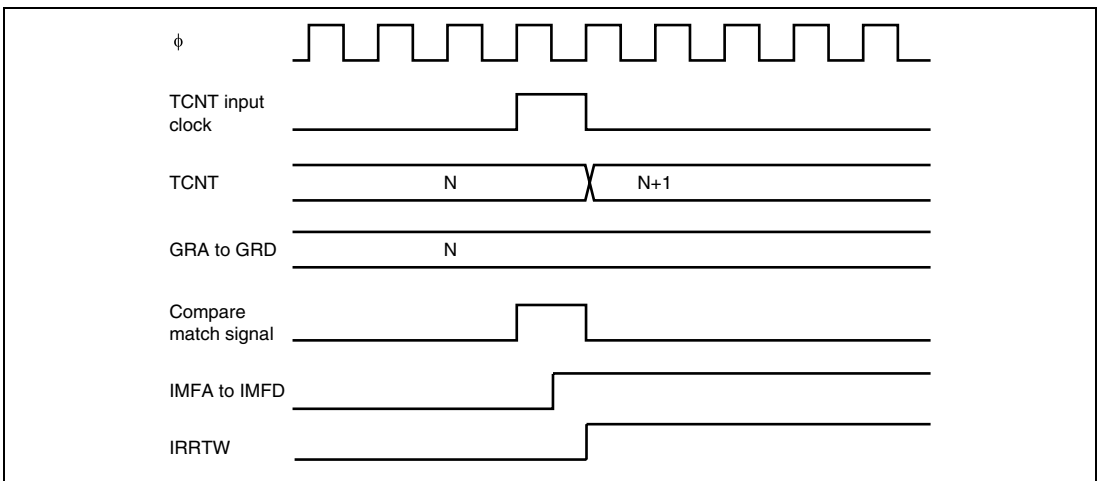 ϕ
TCNT input
clock
TCNT
N
N+1
GRA to GRD
N
Compare
match signal
IMFA to IMFD
IRRTW